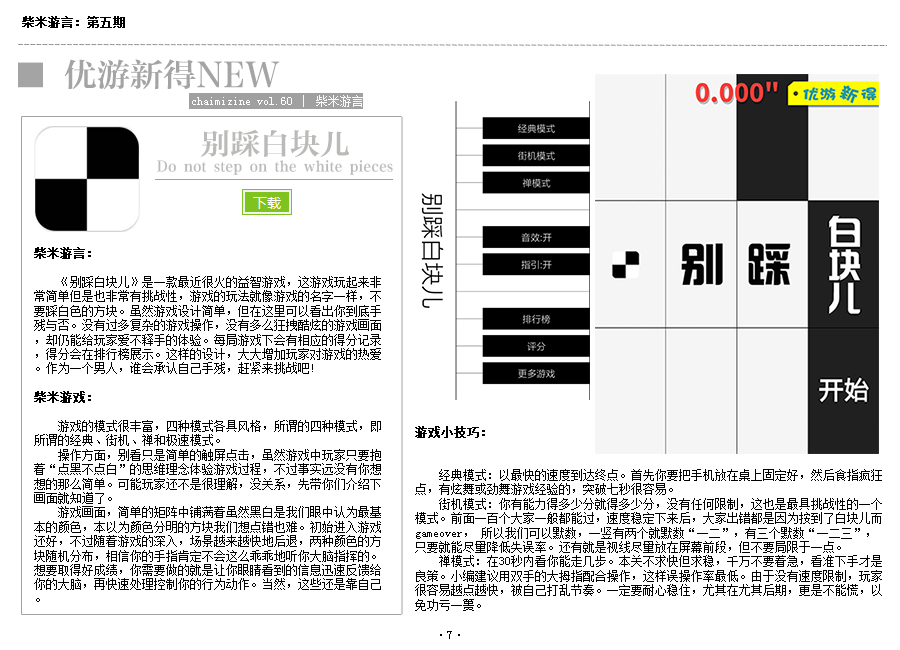 柴米游言：第五期
优游新得NEW
chaimizine vol.60 | 柴米游言
别踩白块儿
Do not step on the white pieces
下载
柴米游言：
《别踩白块儿》是一款最近很火的益智游戏，这游戏玩起来非
常简单但是也非常有挑战性，游戏的玩法就像游戏的名字一样，不
要踩白色的方块。虽然游戏设计简单，但在这里可以看出你到底手
残与否。没有过多复杂的游戏操作，没有多么狂拽酷炫的游戏画面
，却仍能给玩家爱不释手的体验。每局游戏下会有相应的得分记录
，得分会在排行榜展示。这样的设计，大大增加玩家对游戏的热爱
。作为一个男人，谁会承认自己手残，赶紧来挑战吧！
柴米游戏：
游戏的模式很丰富，四种模式各具风格，所谓的四种模式，即
所谓的经典、街机、禅和极速模式。
操作方面，别看只是简单的触屏点击，虽然游戏中玩家只要抱
着“点黑不点白”的思维理念体验游戏过程，不过事实远没有你想
想的那么简单。可能玩家还不是很理解，没关系，先带你们介绍下
画面就知道了。
游戏画面，简单的矩阵中铺满着虽然黑白是我们眼中认为最基
本的颜色，本以为颜色分明的方块我们想点错也难。初始进入游戏
还好，不过随着游戏的深入，场景越来越快地后退，两种颜色的方
块随机分布，相信你的手指肯定不会这么乖乖地听你大脑指挥的。
想要取得好成绩，你需要做的就是让你眼睛看到的信息迅速反馈给
你的大脑，再快速处理控制你的行为动作。当然，这些还是靠自己
。
别踩白块儿
经典模式
街机模式
禅模式
音效:开
指引:开
排行榜
评分
更多游戏
0.000"
·优游新得
别
踩
白块儿
开始
游戏小技巧：
经典模式：以最快的速度到达终点。首先你要把手机放在桌上固定好，然后食指疯狂
点，有炫舞或劲舞游戏经验的，突破七秒很容易。
街机模式：你有能力得多少分就得多少分，没有任何限制，这也是最具挑战性的一个
模式。前面一百个大家一般都能过，速度稳定下来后，大家出错都是因为按到了白块儿而
gameover，所以我们可以默数，一竖有两个就默数“一二”，有三个默数“一二三”，
只要就能尽量降低失误率。还有就是视线尽量放在屏幕前段，但不要局限于一点。
禅模式：在30秒内看你能走几步。本关不求快但求稳，千万不要着急，看准下手才是
良策。小编建议用双手的大拇指配合操作，这样误操作率最低。由于没有速度限制，玩家
很容易越点越快，被自己打乱节奏。一定要耐心稳住，尤其在尤其后期，更是不能慌，以
免功亏一篑。
·7·